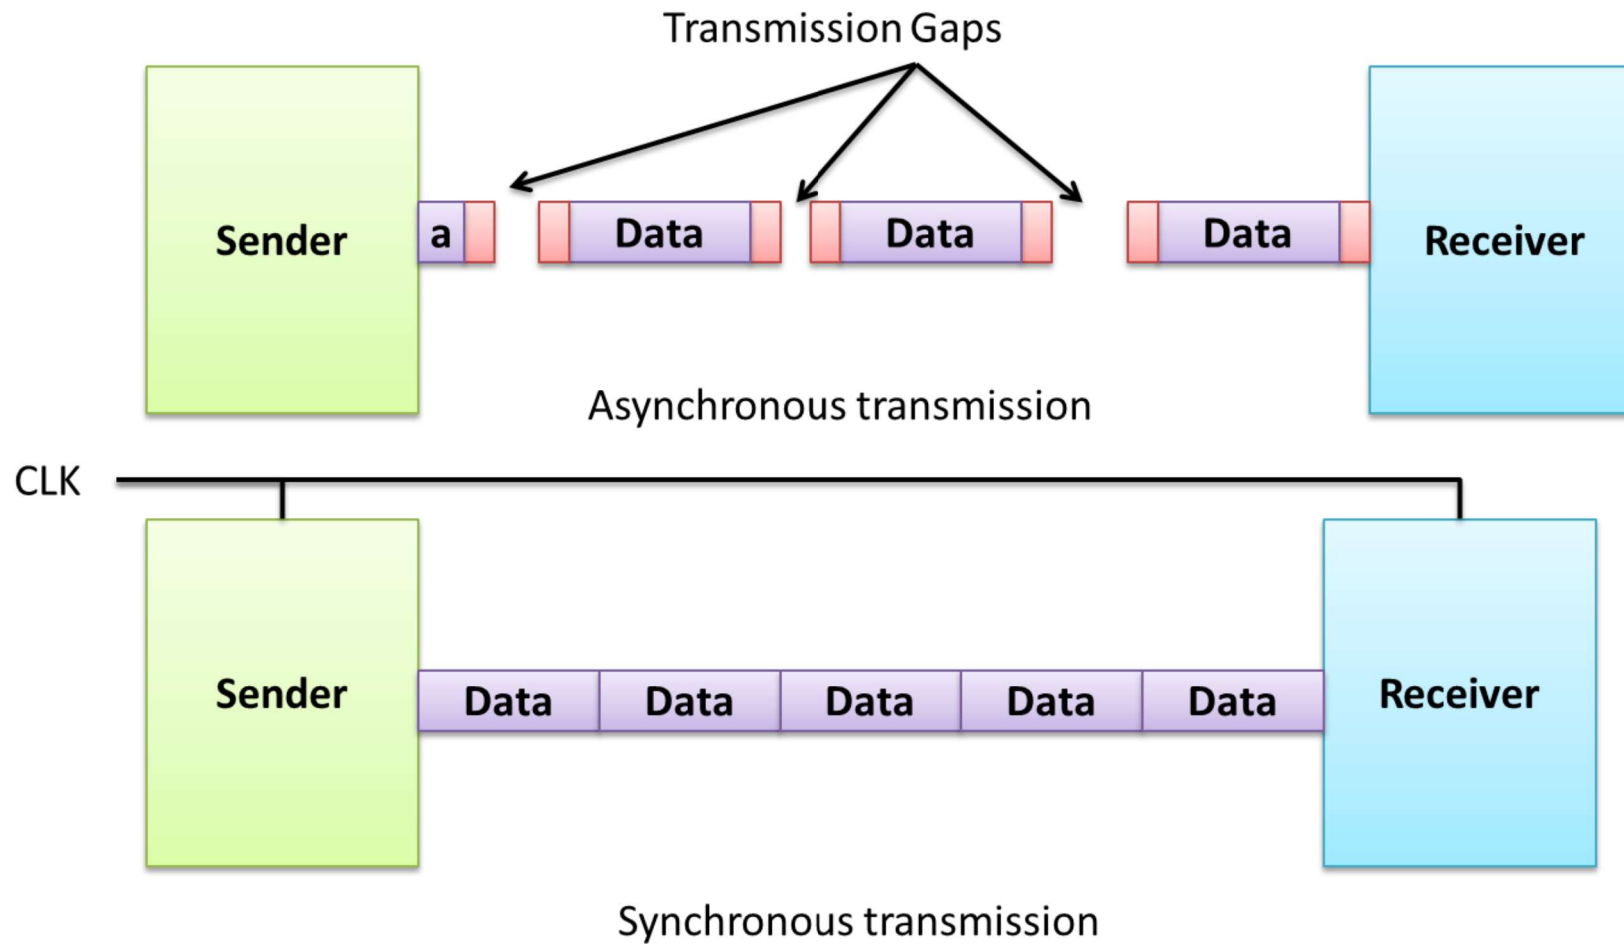 Transmission Gaps
Sender
a
Data
Data
Data
Receiver
Asynchronous transmission
CLK
Sender
Data
Data
Data
Data
Data
Receiver
Synchronous transmission